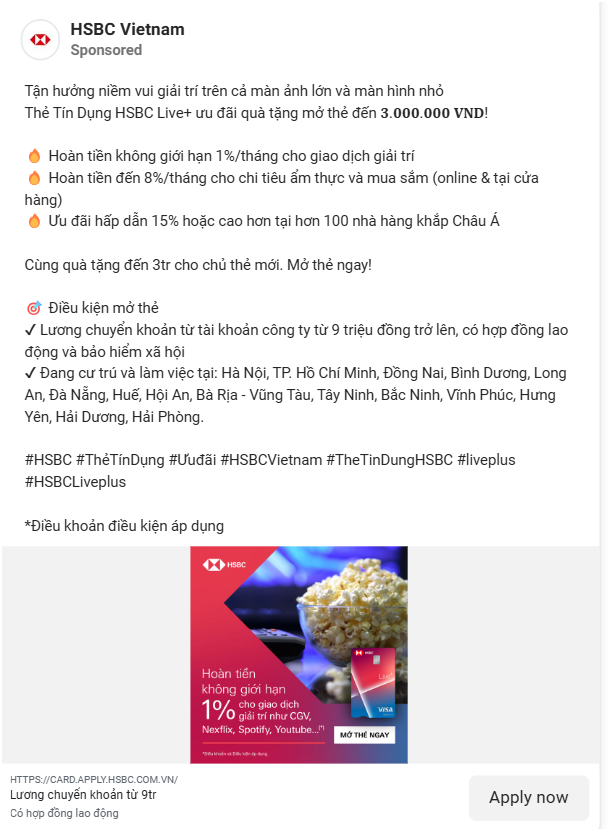 HSBC Vietnam
Sponsored
Tận hưởng niềm vui giải trí trên cả màn ảnh lớn và màn hình nhỏ
Thẻ Tín Dụng HSBC Live+ ưu đãi quà tặng mở thẻ đến 3.000.000 VND!
🔥 Hoàn tiền không giới hạn 1%/tháng cho giao dịch giải trí
🔥 Hoàn tiền đến 8%/tháng cho chi tiêu ẩm thực và mua sắm (online & tại cửa
hàng)
🔥 Ưu đãi hấp dẫn 15% hoặc cao hơn tại hơn 100 nhà hàng khắp Châu Á
Cùng quà tặng đến 3tr cho chủ thẻ mới. Mở thẻ ngay!
🎯 Điều kiện mở thẻ
✔ Lương chuyển khoản từ tài khoản công ty từ 9 triệu đồng trở lên, có hợp đồng lao
động và bảo hiểm xã hội
✔ Đang cư trú và làm việc tại: Hà Nội, TP. Hồ Chí Minh, Đồng Nai, Bình Dương, Long
An, Đà Nẵng, Huế, Hội An, Bà Rịa - Vũng Tàu, Tây Ninh, Bắc Ninh, Vĩnh Phúc, Hưng
Yên, Hải Dương, Hải Phòng.
#HSBC #ThẻTínDụng #Ưuđãi #HSBCVietnam #TheTinDungHSBC #liveplus
#HSBCLiveplus
*Điều khoản điều kiện áp dụng
HSBC
Hoàn tiền
không giới hạn
1% cho giao dịch
giải trí như CGV,
Nexflix, Spotify, Youtube...(*)
*Điều khoản và Điều kiện áp dụng.
HSBC
Live+
VISA
MỞ THẺ NGAY
HTTPS://CARD.APPLY.HSBC.COM.VN/
Lương chuyển khoản từ 9tr
Có hợp đồng lao động
Apply now